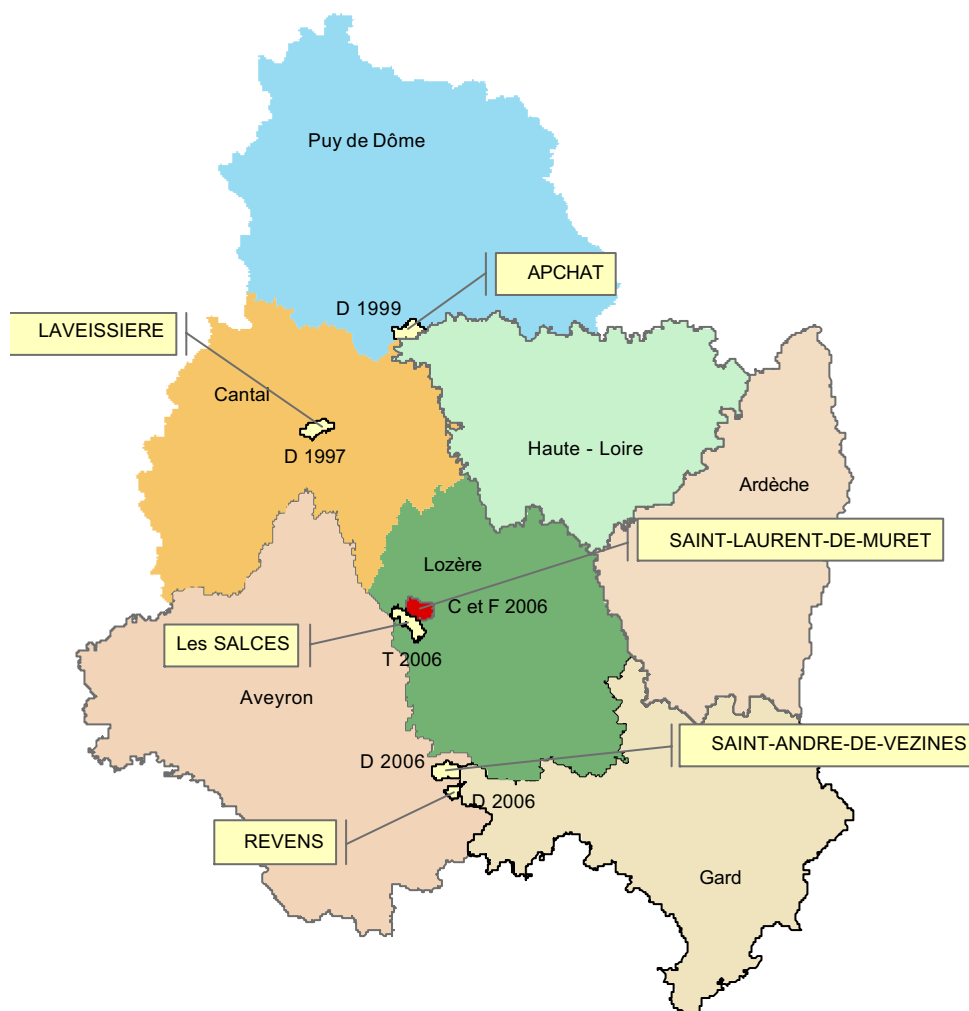 Puy de Dôme
APCHAT
D 1999
LAVEISSIERE
Cantal
D 1997
Haute - Loire
Ardèche
SAINT-LAURENT-DE-MURET
Lozère
C et F 2006
Les SALCES
T 2006
Aveyron
SAINT-ANDRE-DE-VEZINES
D 2006
D 2006
REVENS
Gard